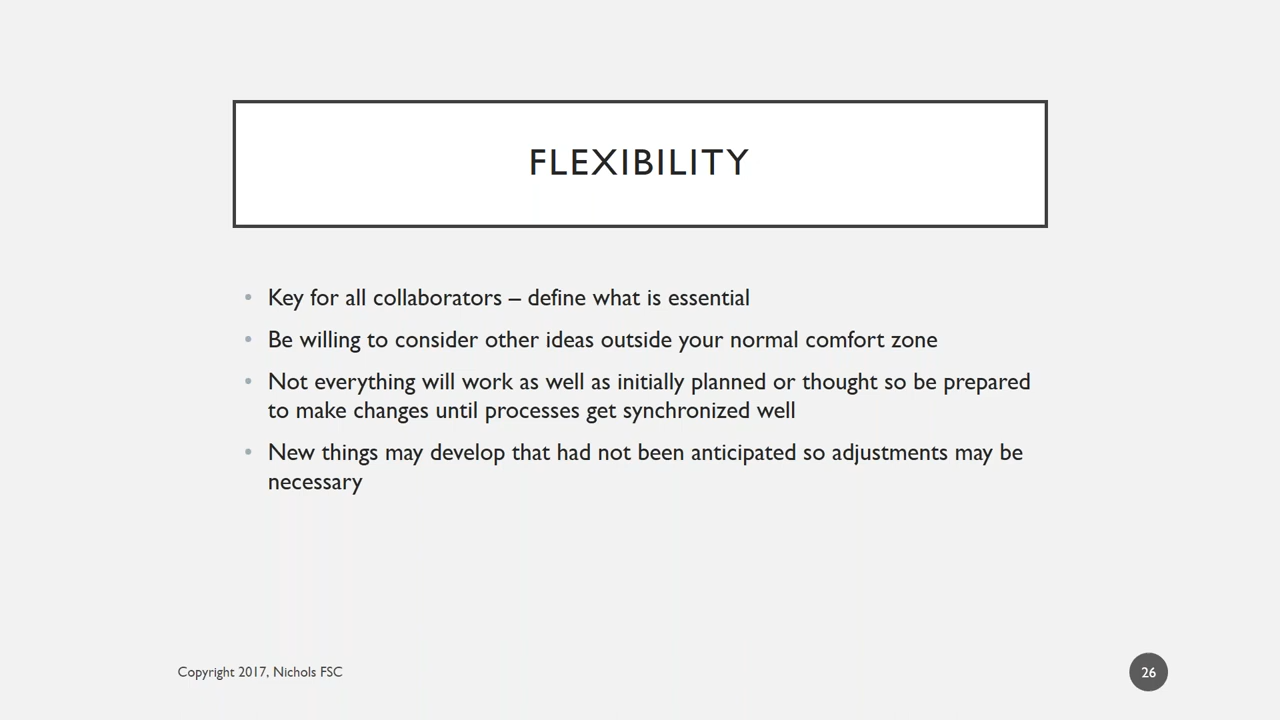 FLEXIBILITY
• Key for all collaborators – define what is essential
• Be willing to consider other ideas outside your normal comfort zone
• Not everything will work as well as initially planned or thought so be prepared
to make changes until processes get synchronized well
• New things may develop that had not been anticipated so adjustments may be
necessary
Copyright 2017, Nichols FSC
26